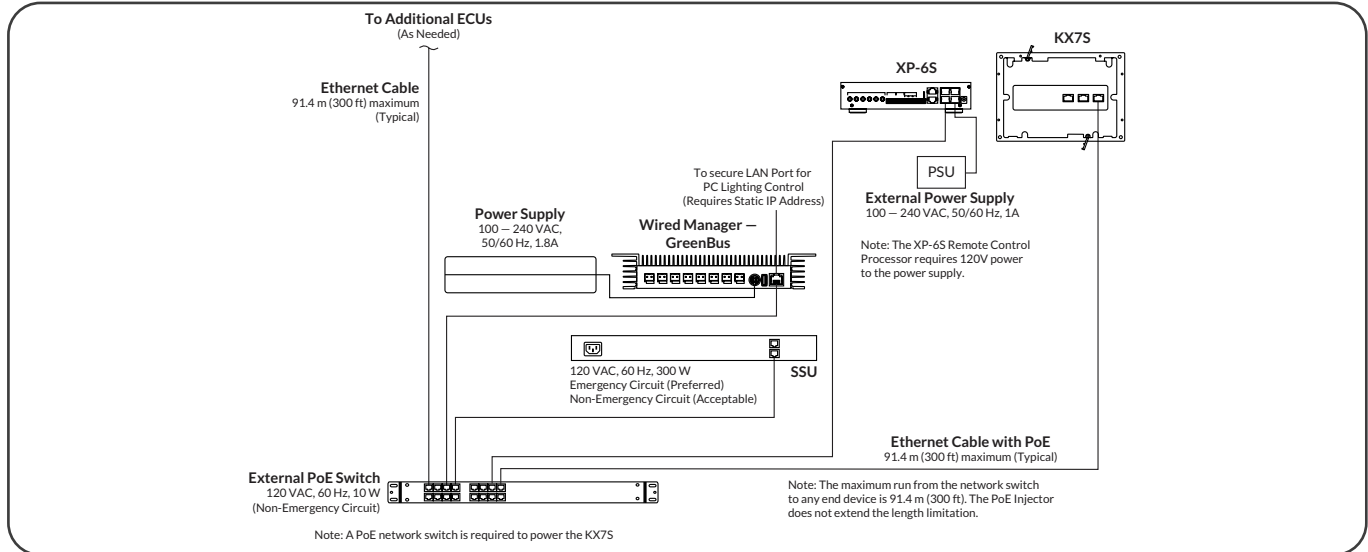 To Additional ECUs
(As Needed)
Ethernet Cable
91.4 m (300 ft) maximum
(Typical)
KX7S
XP-6S
PSU
External Power Supply
100 — 240 VAC, 50/60 Hz, 1A
Note: The XP-6S Remote Control
Processor requires 120V power
to the power supply.
To secure LAN Port for
PC Lighting Control
(Requires Static IP Address)
Power Supply
100 — 240 VAC,
50/60 Hz, 1.8A
Wired Manager —
GreenBus
SSU
120 VAC, 60 Hz, 300 W
Emergency Circuit (Preferred)
Non-Emergency Circuit (Acceptable)
Ethernet Cable with PoE
91.4 m (300 ft) maximum (Typical)
External PoE Switch
120 VAC, 60 Hz, 10 W
(Non-Emergency Circuit)
Note: The maximum run from the network switch
to any end device is 91.4 m (300 ft). The PoE Injector
does not extend the length limitation.
Note: A PoE network switch is required to power the KX7S